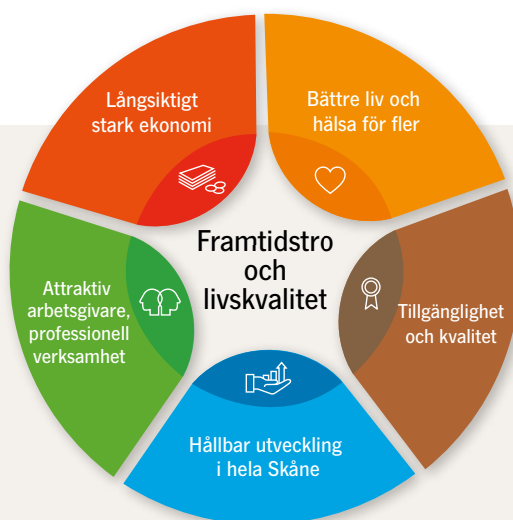 Långsiktigt
stark ekonomi
Bättre liv och
hälsa för fler
Framtidstro
och
livskvalitet
Attraktiv
arbetsgivare,
professionell
verksamhet
Tillgänglighet
och kvalitet
Hållbar utveckling
i hela Skåne